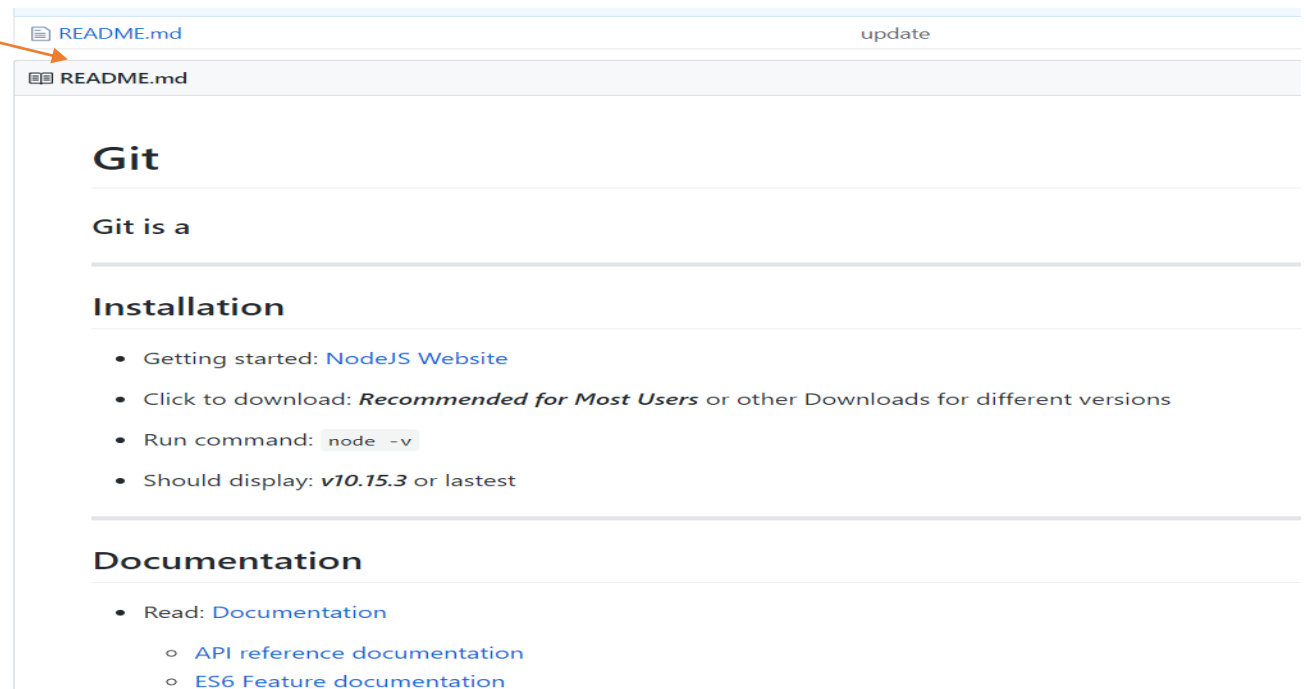 README.md update
README.md
Git
Git is a
Installation
Getting started: NodeJS Website
Click to download: Recommended for Most Users or other Downloads for different versions
Run command: node -v
Should display: v10.15.3 or lastest
Documentation
Read: Documentation
API reference documentation
ES6 Feature documentation